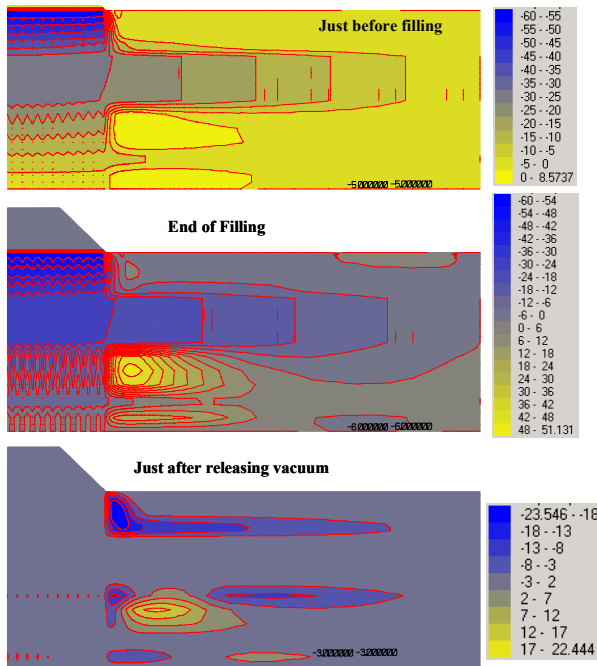 Just before filling
-60 - -55
-55 - -50
-50 - -45
-45 - -40
-40 - -35
-35 - -30
-30 - -25
-25 - -20
-20 - -15
-15 - -10
-10 - -5
-5 - 0
0 - 8.5737
-5.000000 -5.000000
End of Filling
-60 - -54
-54 - -48
-48 - -42
-42 - -36
-36 - -30
-30 - -24
-24 - -18
-18 - -12
-12 - -6
-6 - 0
0 - 6
6 - 12
12 - 18
18 - 24
24 - 30
30 - 36
36 - 42
42 - 48
48 - 51.131
-6.000000 -6.000000
Just after releasing vacuum
-23.546 - -18
-18 - -13
-13 - -8
-8 - -3
-3 - 2
2 - 7
7 - 12
12 - 17
17 - 22.444
-3.000000 -3.000000